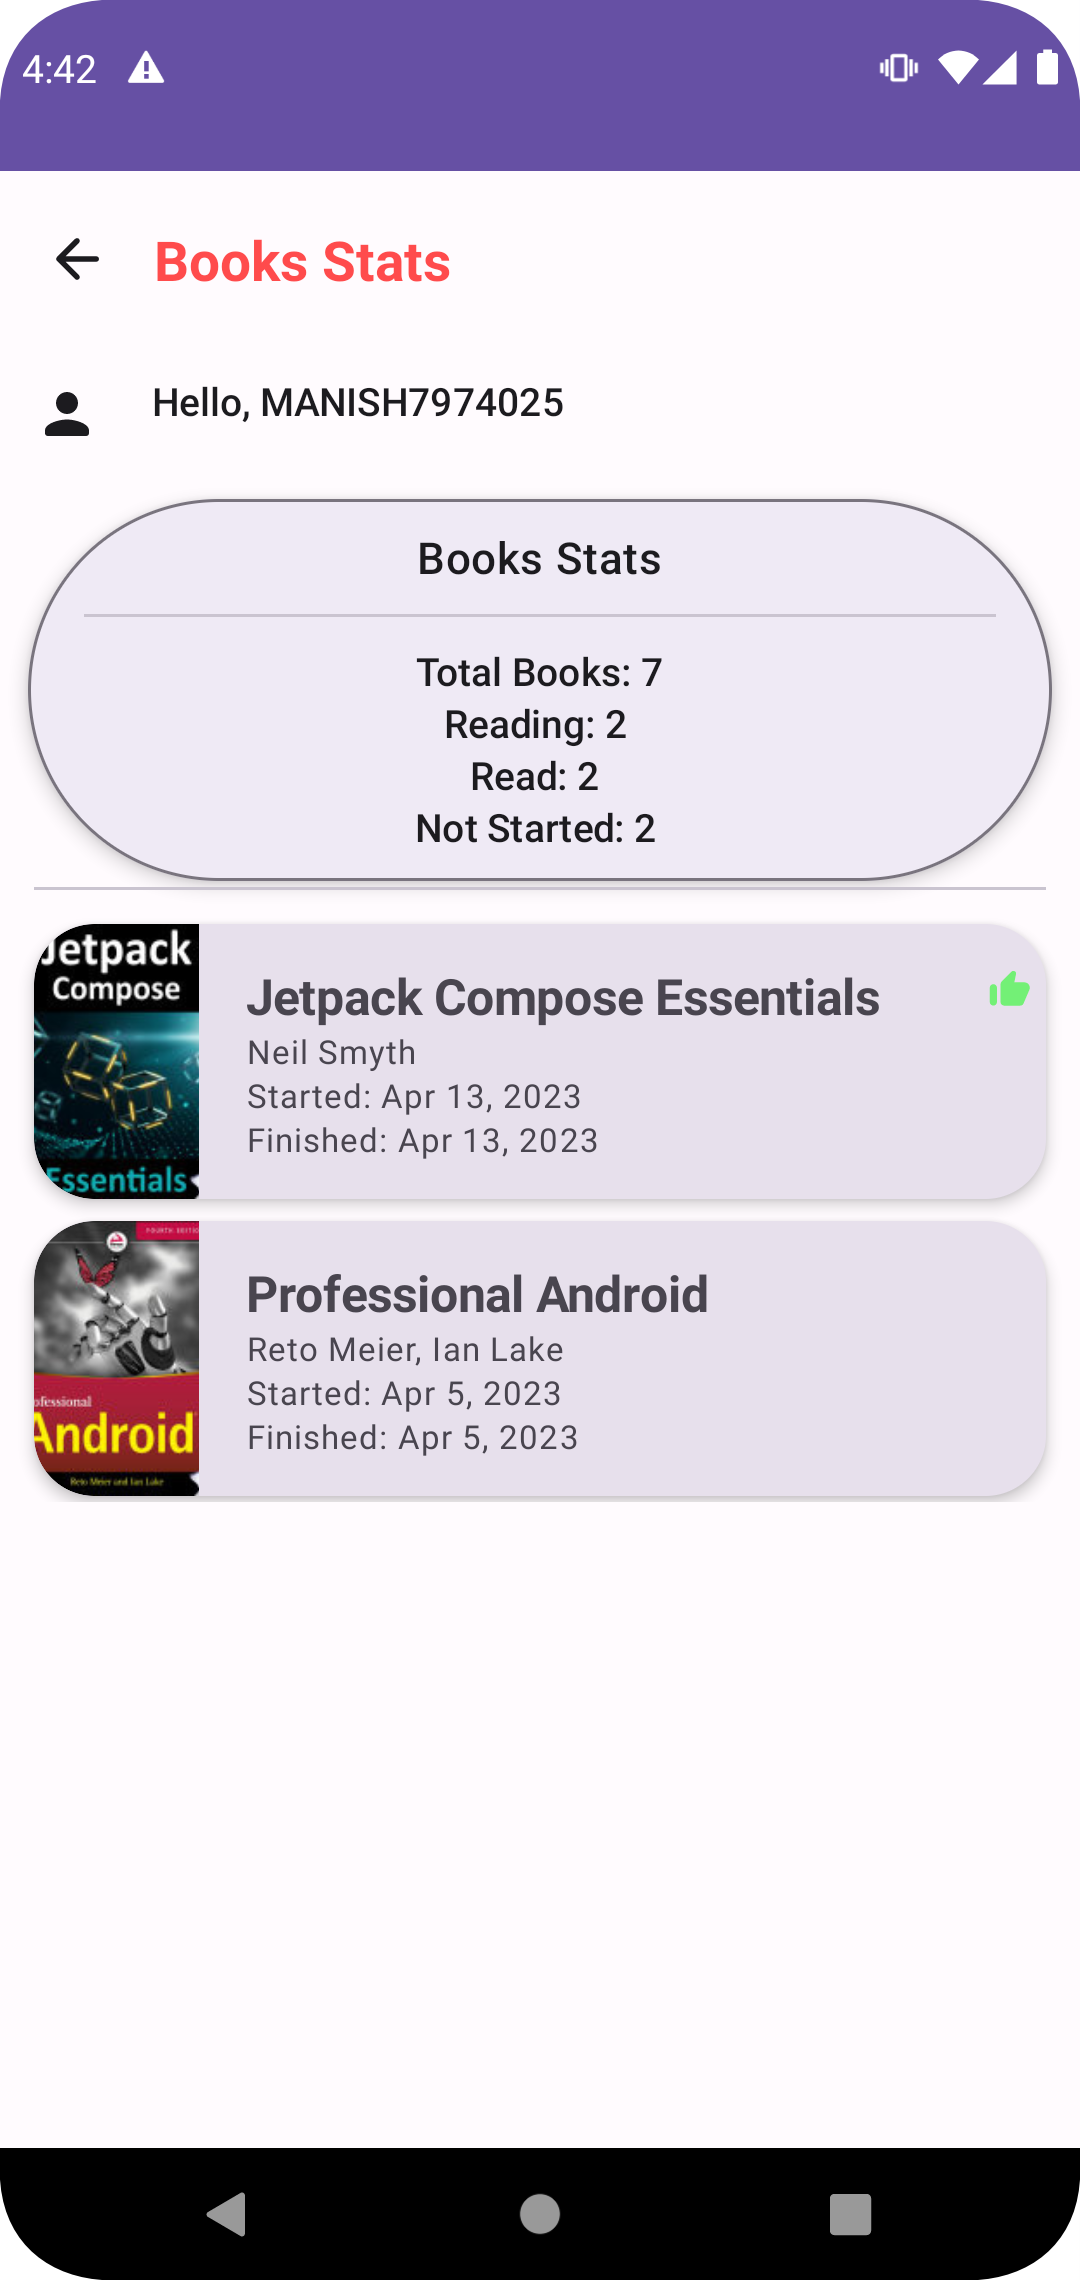 4:42
Books Stats
Hello, MANISH7974025
Books Stats
Total Books: 7
Reading: 2
Read: 2
Not Started: 2
Jetpack
Compose
Essentials
Jetpack Compose Essentials
Neil Smyth
Started: Apr 13, 2023
Finished: Apr 13, 2023
FOURTH EDITION
ofessional
Android
Reto Meier and Ian Lake
Professional Android
Reto Meier, Ian Lake
Started: Apr 5, 2023
Finished: Apr 5, 2023